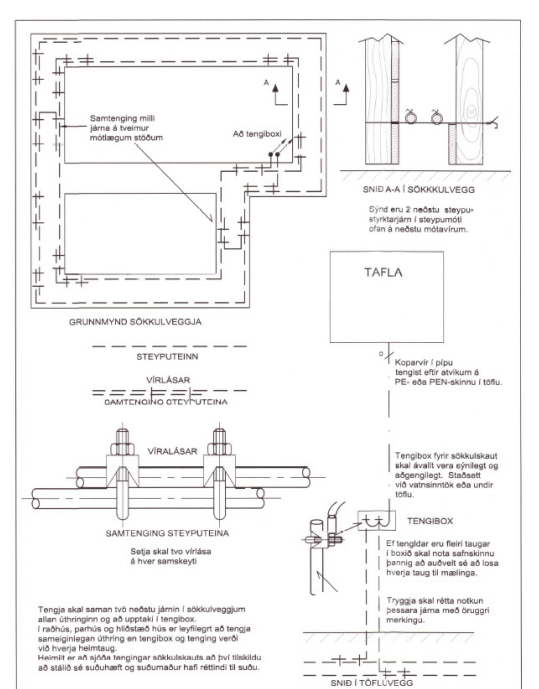 Samtenging milli
járna á tveimur
mótlægum stöðum
A
A
Að tengiboxi
GRUNNMYND SÖKKULVEGGJA
SNIÐ A-A Í SÖKKKULVEGG
Sýnd eru 2 neðstu steypu-
styrktarjárn í steypumóti
ofan á neðstu mótavírum.
STEYPUTEINN
VÍRLÁSAR
SAMTENGING STEYPUTEINA
VÍRALÁSAR
SAMTENGING STEYPUTEINA
Setja skal tvo vírlása
á hver samskeyti
Tengja skal saman tvö neðstu járnin í sökkulveggjum
allan úthringinn og að upptaki í tengibox.
Í raðhús, parhús og hliðstæð hús er leyfilegt að tengja
sameiginlegan úthring en tengibox og tenging verði
við hverja heimtaug.
Heimilt er að sjóða tengingar sökkulskauts að því tilskildu
að stálið sé suðuhæft og suðumaður hafi réttindi til suðu.
TAFLA
Koparvír í pípu
tengist eftir atvikum á
PE- eða PEN-skinnu í töflu.
Tengibox fyrir sökkulskaut
skal ávallt vera sýnilegt og
aðgengilegt. Staðsett
við vatnsinntök eða undir
töflu.
TENGIBOX
Ef tengldar eru fleiri taugar
í boxið skal nota safnskinnu
þannig að auðvelt sé að losa
hverja taug til mælinga.
Tryggja skal rétta notkun
þessara járna með öruggri
merkingu.
SNIÐ Í TÖFLUVEGG